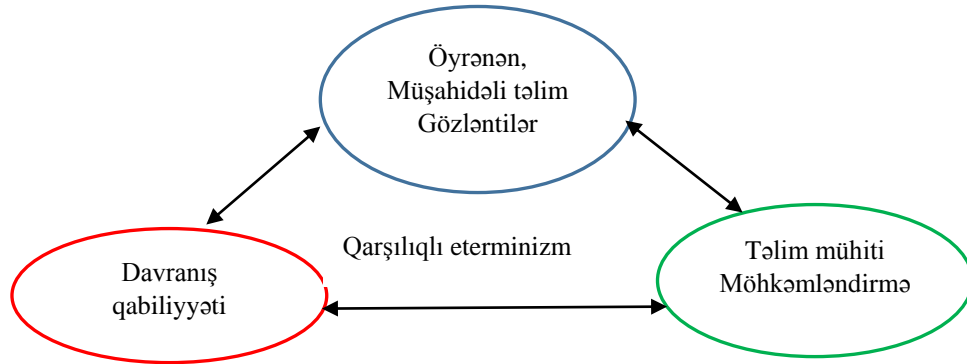 Öyrənən,
Müşahidəli təlim
Gözləntilər
Qarşılıqlı eterminizm
Davranış
qabiliyyəti
Təlim mühiti
Möhkəmləndirmə